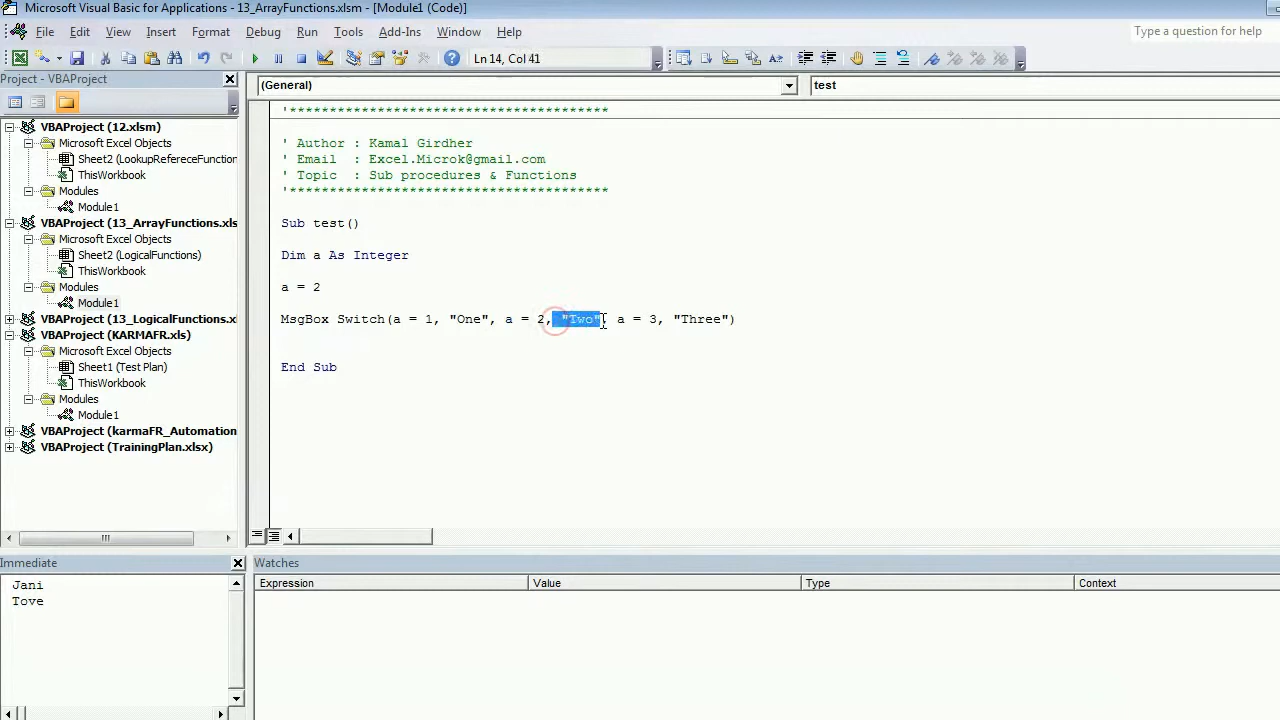 Microsoft Visual Basic for Applications - 13_ArrayFunctions.xlsm - [Module1 (Code)]
File Edit View Insert Format Debug Run Tools Add-Ins Window Help
Type a question for help
Ln 14, Col 41
Project - VBAProject
(General)
test
VBAProject (12.xlsm)
Microsoft Excel Objects
Sheet2 (LookupRefereceFunction
ThisWorkbook
Modules
Module1
VBAProject (13_ArrayFunctions.xls
Microsoft Excel Objects
Sheet2 (LogicalFunctions)
ThisWorkbook
Modules
Module1
VBAProject (13_LogicalFunctions.xl
VBAProject (KARMAFR.xls)
Microsoft Excel Objects
Sheet1 (Test Plan)
ThisWorkbook
Modules
Module1
VBAProject (karmaFR_Automation
VBAProject (TrainingPlan.xlsx)
'****************************************
' Author : Kamal Girdher
' Email  : Excel.Microk@gmail.com
' Topic  : Sub procedures & Functions
'****************************************
Sub test()
Dim a As Integer
a = 2
MsgBox Switch(a = 1, "One", a = 2, "Two", a = 3, "Three")
End Sub
Immediate
Jani
Tove
Watches
Expression Value Type Context